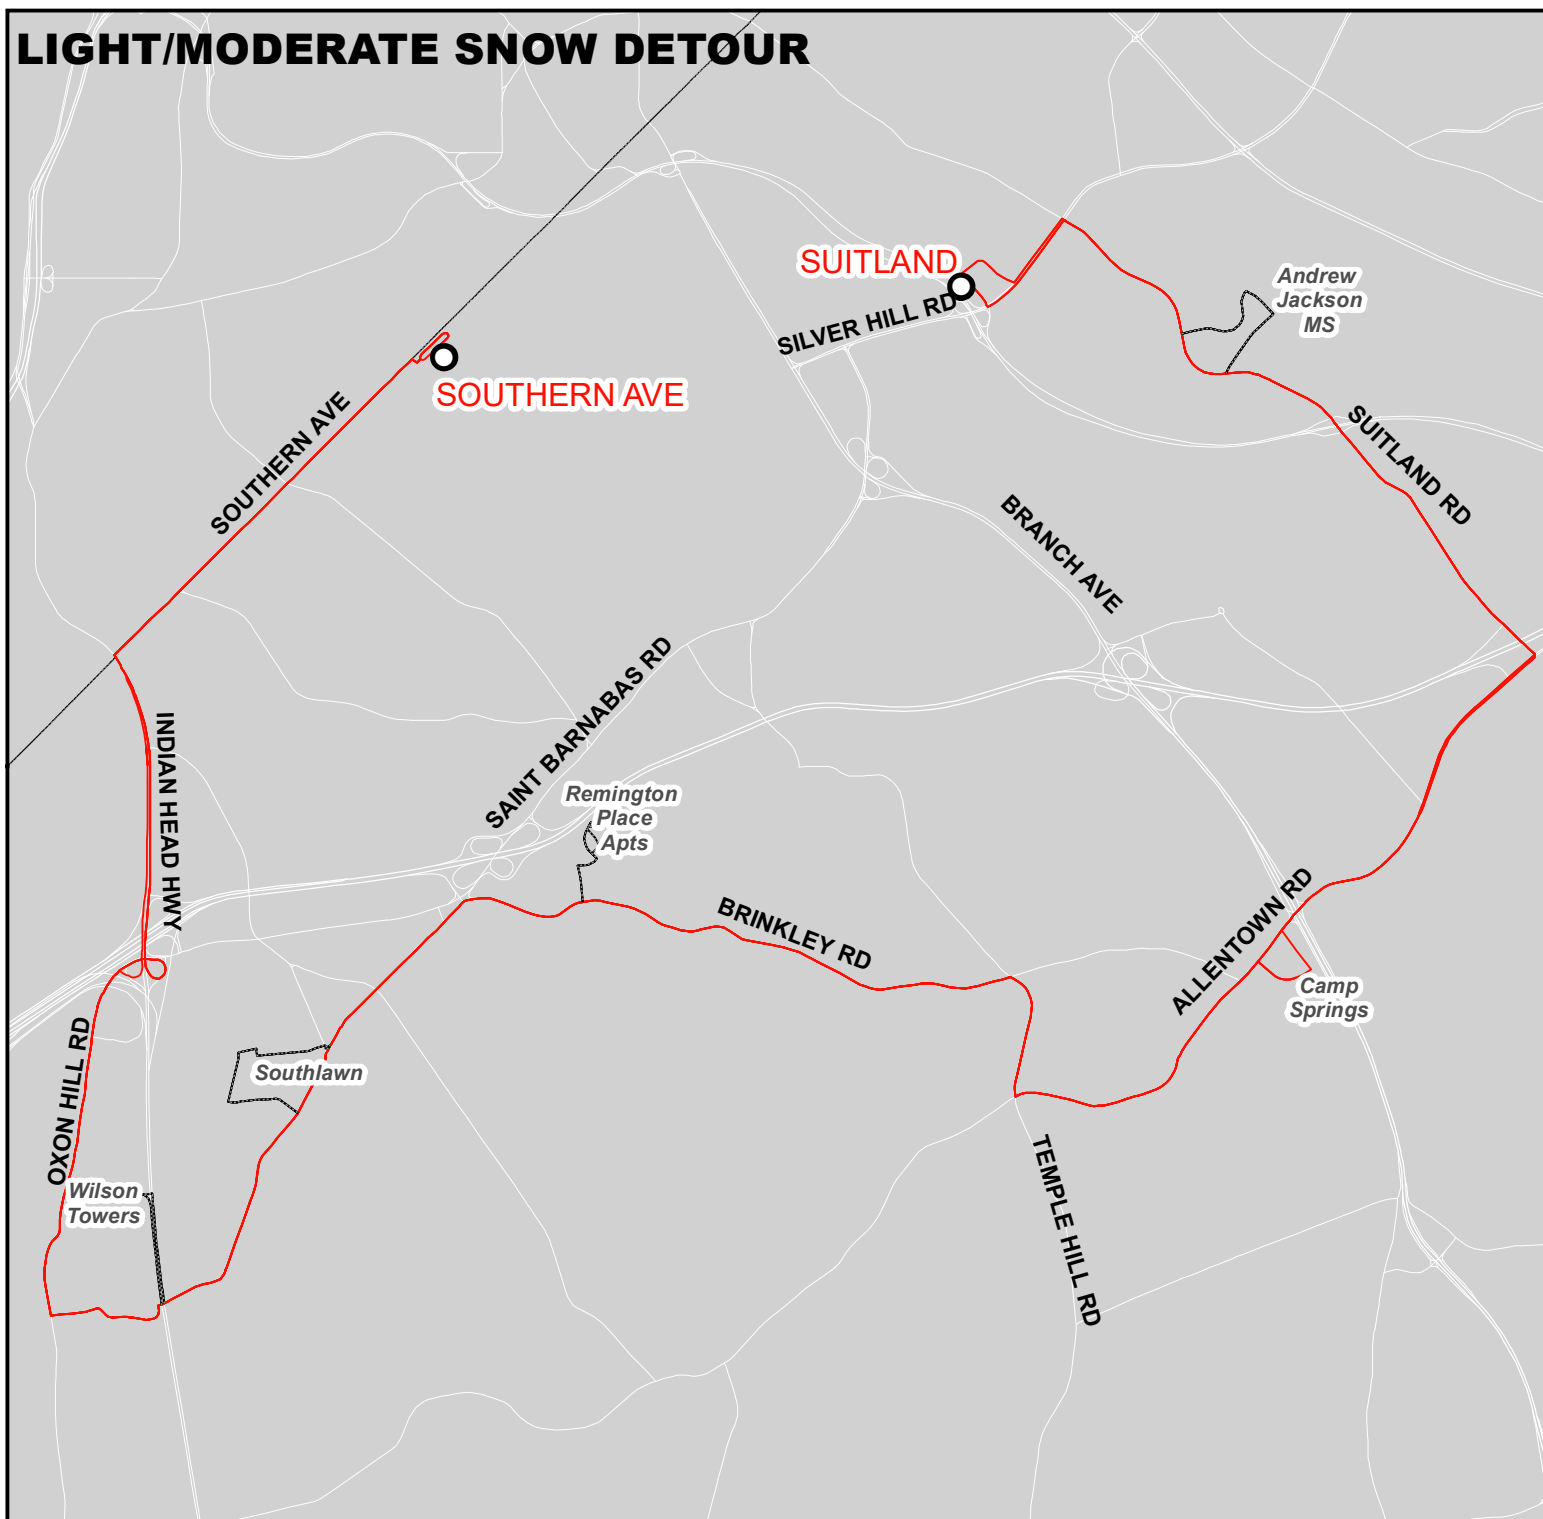 LIGHT/MODERATE SNOW DETOUR
SUITLAND
SILVER HILL RD
Andrew
Jackson
MS
SOUTHERN AVE
SOUTHERN AVE
SUITLAND RD
BRANCH AVE
SAINT BARNABAS RD
INDIAN HEAD HWY
Remington
Place
Apts
BRINKLEY RD
ALLENTOWN RD
Camp
Springs
OXON HILL RD
Southlawn
Wilson
Towers
TEMPLE HILL RD